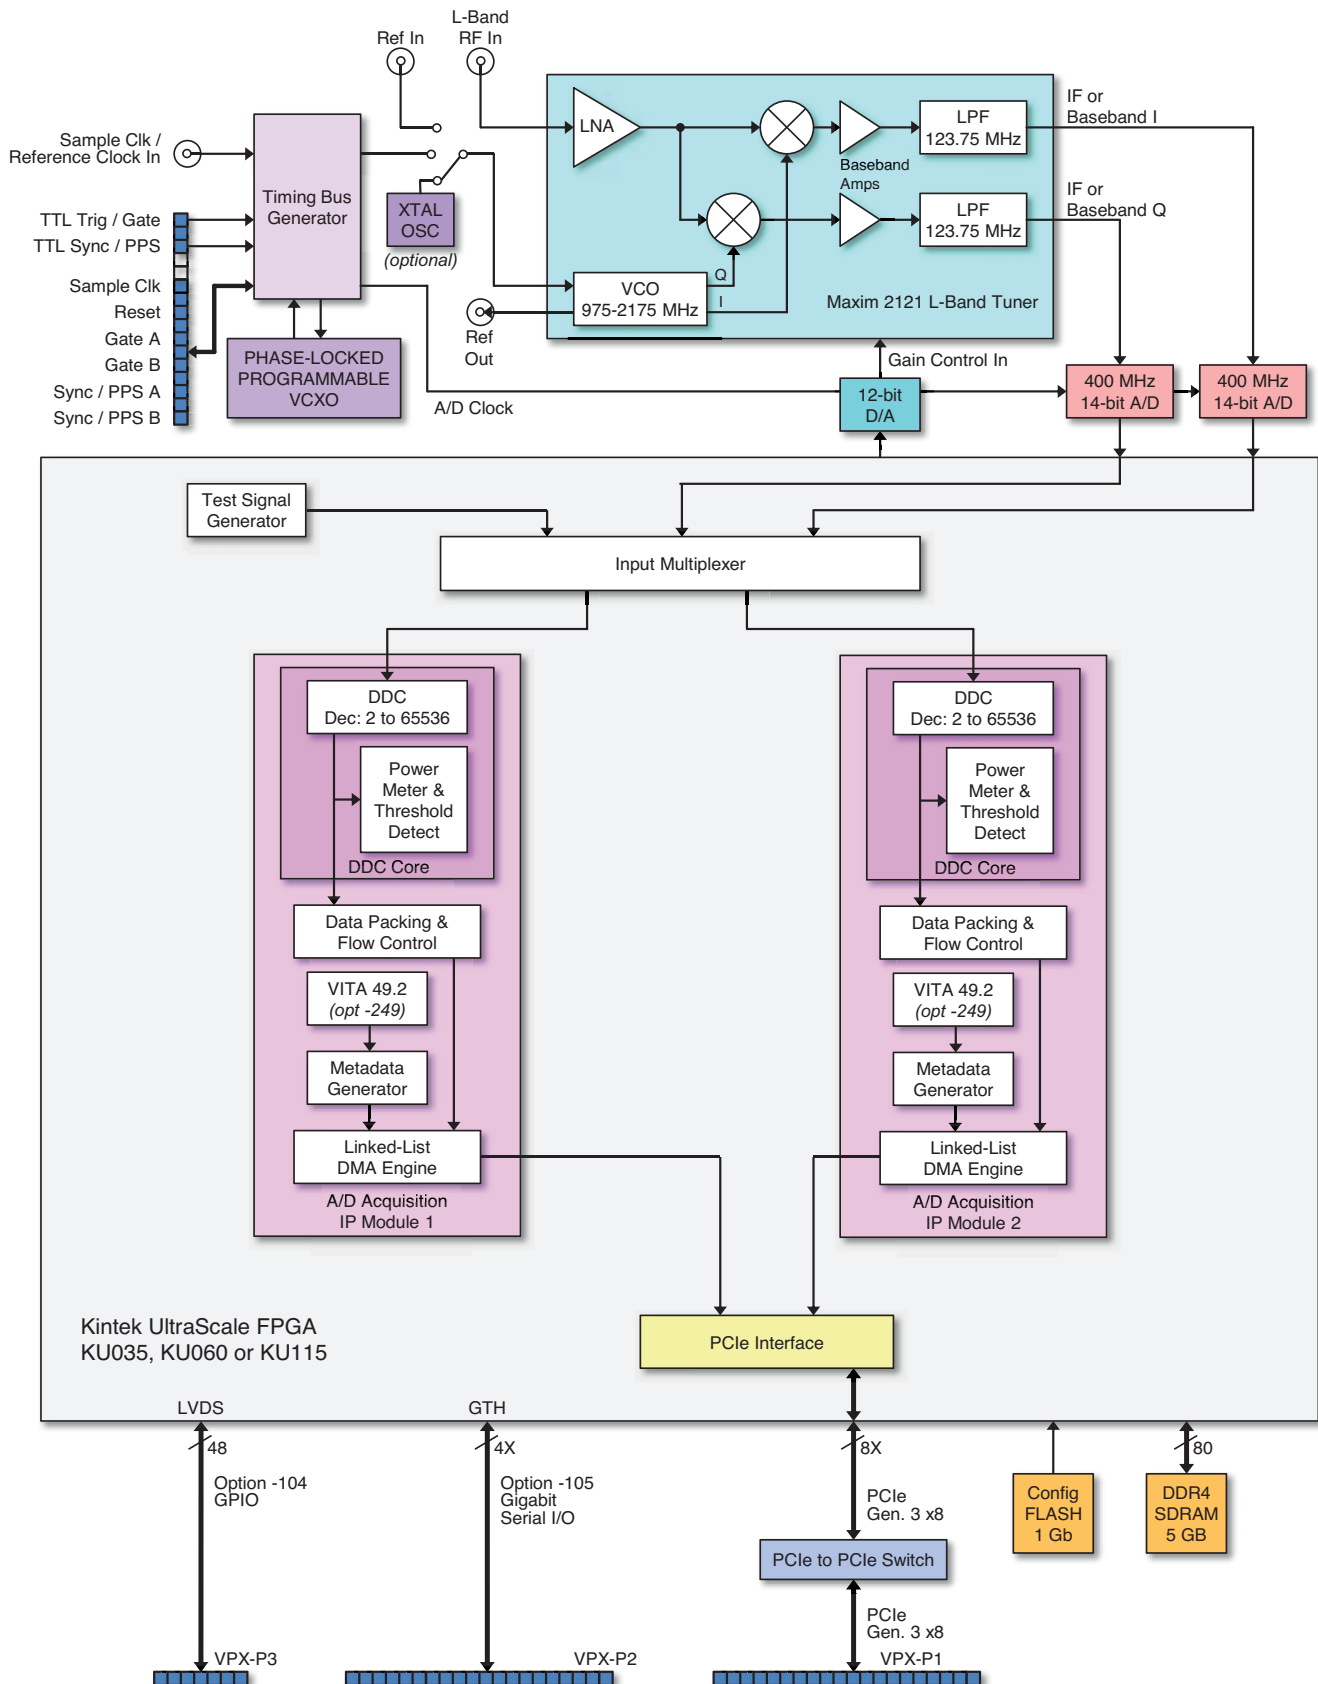 L-Band
RF In
Ref In
Sample Clk /
Reference Clock In
TTL Trig / Gate
TTL Sync / PPS
Sample Clk
Reset
Gate A
Gate B
Sync / PPS A
Sync / PPS B
Timing Bus
Generator
PHASE-LOCKED
PROGRAMMABLE
VCXO
XTAL
OSC
(optional)
Ref
Out
LNA
VCO
975-2175 MHz
Q
I
Baseband
Amps
LPF
123.75 MHz
LPF
123.75 MHz
Maxim 2121 L-Band Tuner
IF or
Baseband I
IF or
Baseband Q
Gain Control In
A/D Clock
12-bit
D/A
400 MHz
14-bit A/D
400 MHz
14-bit A/D
Test Signal
Generator
Input Multiplexer
DDC
Dec: 2 to 65536
Power
Meter &
Threshold
Detect
DDC Core
Data Packing &
Flow Control
VITA 49.2
(opt -249)
Metadata
Generator
Linked-List
DMA Engine
A/D Acquisition
IP Module 1
DDC
Dec: 2 to 65536
Power
Meter &
Threshold
Detect
DDC Core
Data Packing &
Flow Control
VITA 49.2
(opt -249)
Metadata
Generator
Linked-List
DMA Engine
A/D Acquisition
IP Module 2
Kintek UltraScale FPGA
KU035, KU060 or KU115
PCIe Interface
LVDS
GTH
48
4X
8X
80
Option -104
GPIO
Option -105
Gigabit
Serial I/O
PCIe
Gen. 3 x8
Config
FLASH
1 Gb
DDR4
SDRAM
5 GB
PCIe to PCIe Switch
PCIe
Gen. 3 x8
VPX-P3
VPX-P2
VPX-P1